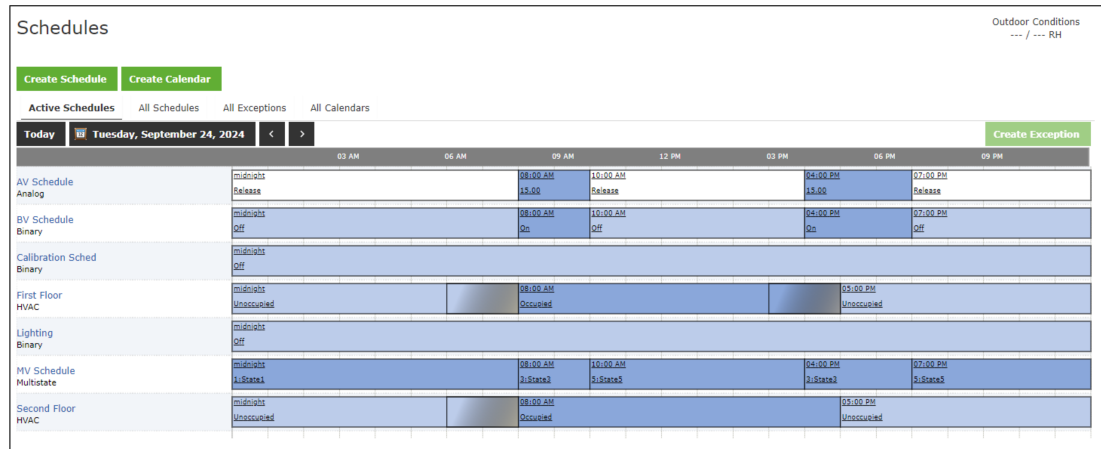 Schedules
Outdoor Conditions
--- / --- RH
Create Schedule Create Calendar
Active Schedules All Schedules All Exceptions All Calendars
Today Tuesday, September 24, 2024 < > Create Exception
03 AM 06 AM 09 AM 12 PM 03 PM 06 PM 09 PM
AV Schedule
Analog
midnight 08:00 AM 10:00 AM 04:00 PM 07:00 PM
Release 15.00 Release 15.00 Release
BV Schedule
Binary
midnight 08:00 AM 10:00 AM 04:00 PM 07:00 PM
Off On Off On Off
Calibration Sched
Binary
midnight
Off
First Floor
HVAC
midnight 08:00 AM 05:00 PM
Unoccupied Occupied Unoccupied
Lighting
Binary
midnight
Off
MV Schedule
Multistate
midnight 08:00 AM 10:00 AM 04:00 PM 07:00 PM
1:State1 3:State3 5:State5 3:State3 5:State5
Second Floor
HVAC
midnight 08:00 AM 05:00 PM
Unoccupied Occupied Unoccupied